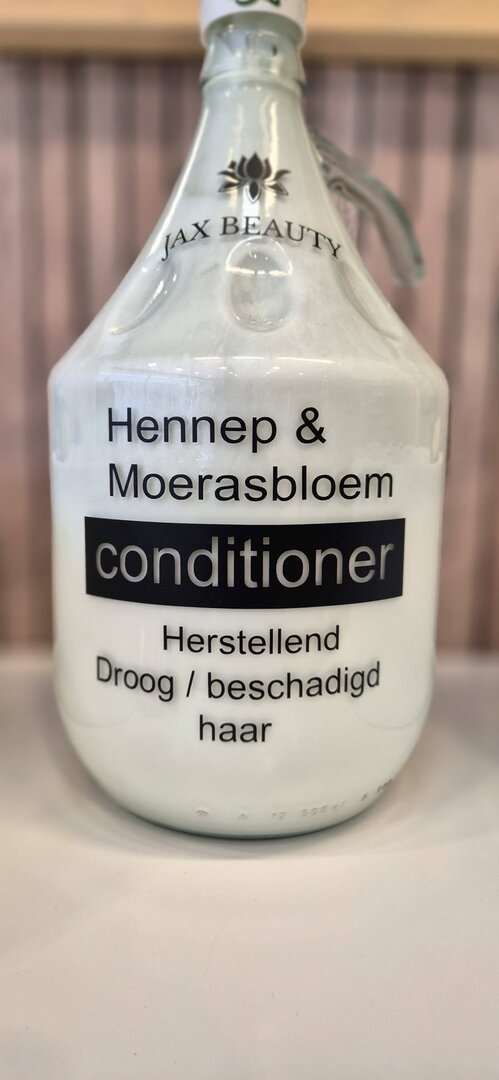 JAX BEAUTY
Hennep &
Moerasbloem
conditioner
Herstellend
Droog / beschadigd
haar